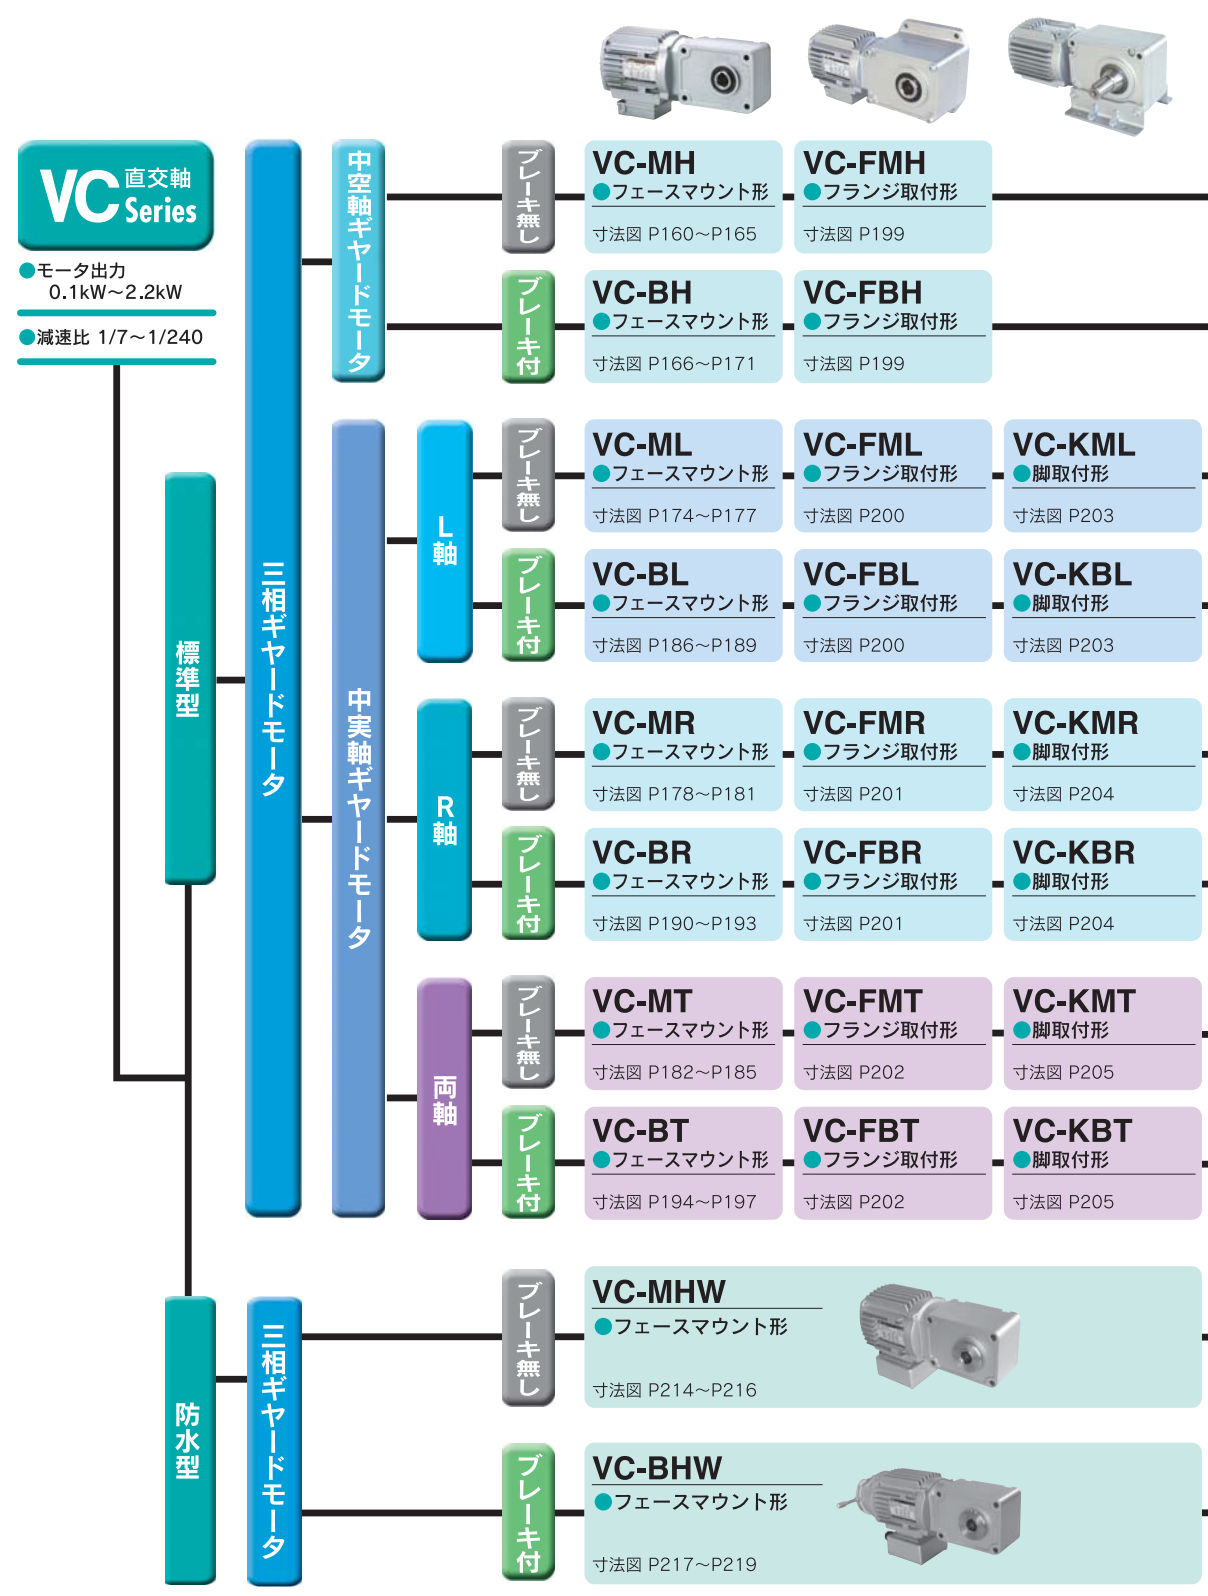 VC 直交軸
Series
●モータ出力
0.1kW～2.2kW
●減速比 1/7～1/240
標準型
三相ギヤードモータ
中空軸ギヤードモータ
ブレーキ無し
VC-MH
●フェースマウント形
寸法図 P160～P165
VC-FMH
●フランジ取付形
寸法図 P199
ブレーキ付
VC-BH
●フェースマウント形
寸法図 P166～P171
VC-FBH
●フランジ取付形
寸法図 P199
中実軸ギヤードモータ
L軸
ブレーキ無し
VC-ML
●フェースマウント形
寸法図 P174～P177
VC-FML
●フランジ取付形
寸法図 P200
VC-KML
●脚取付形
寸法図 P203
ブレーキ付
VC-BL
●フェースマウント形
寸法図 P186～P189
VC-FBL
●フランジ取付形
寸法図 P200
VC-KBL
●脚取付形
寸法図 P203
R軸
ブレーキ無し
VC-MR
●フェースマウント形
寸法図 P178～P181
VC-FMR
●フランジ取付形
寸法図 P201
VC-KMR
●脚取付形
寸法図 P204
ブレーキ付
VC-BR
●フェースマウント形
寸法図 P190～P193
VC-FBR
●フランジ取付形
寸法図 P201
VC-KBR
●脚取付形
寸法図 P204
両軸
ブレーキ無し
VC-MT
●フェースマウント形
寸法図 P182～P185
VC-FMT
●フランジ取付形
寸法図 P202
VC-KMT
●脚取付形
寸法図 P205
ブレーキ付
VC-BT
●フェースマウント形
寸法図 P194～P197
VC-FBT
●フランジ取付形
寸法図 P202
VC-KBT
●脚取付形
寸法図 P205
防水型
三相ギヤードモータ
ブレーキ無し
VC-MHW
●フェースマウント形
寸法図 P214～P216
ブレーキ付
VC-BHW
●フェースマウント形
寸法図 P217～P219